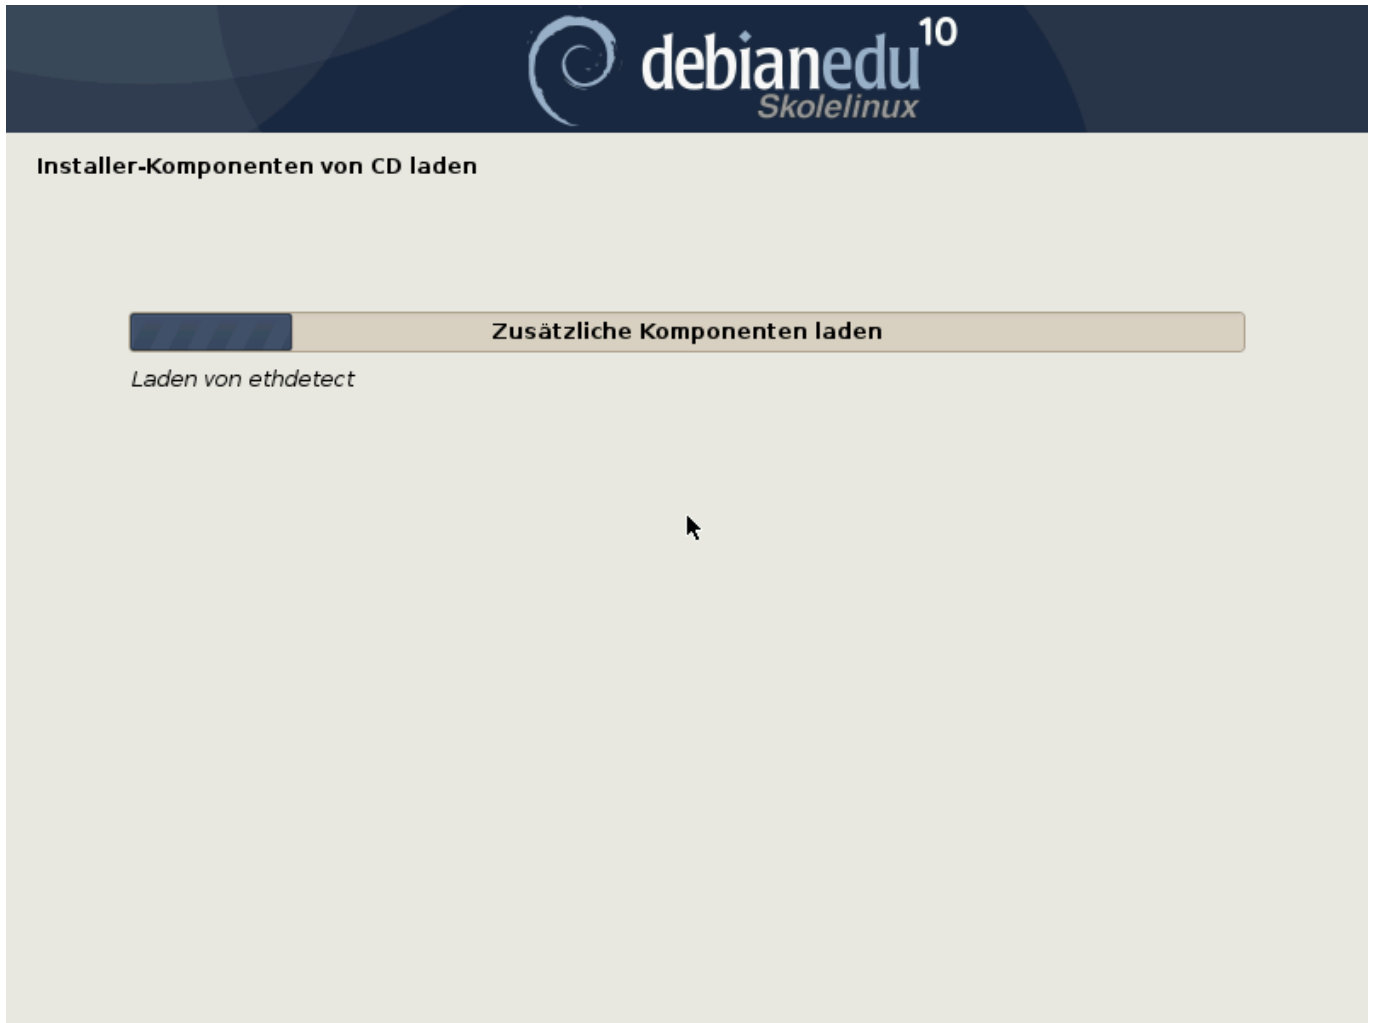 debianedu 10
Skolelinux
Installer-Komponenten von CD laden
Zusätzliche Komponenten laden
Laden von ethdetect